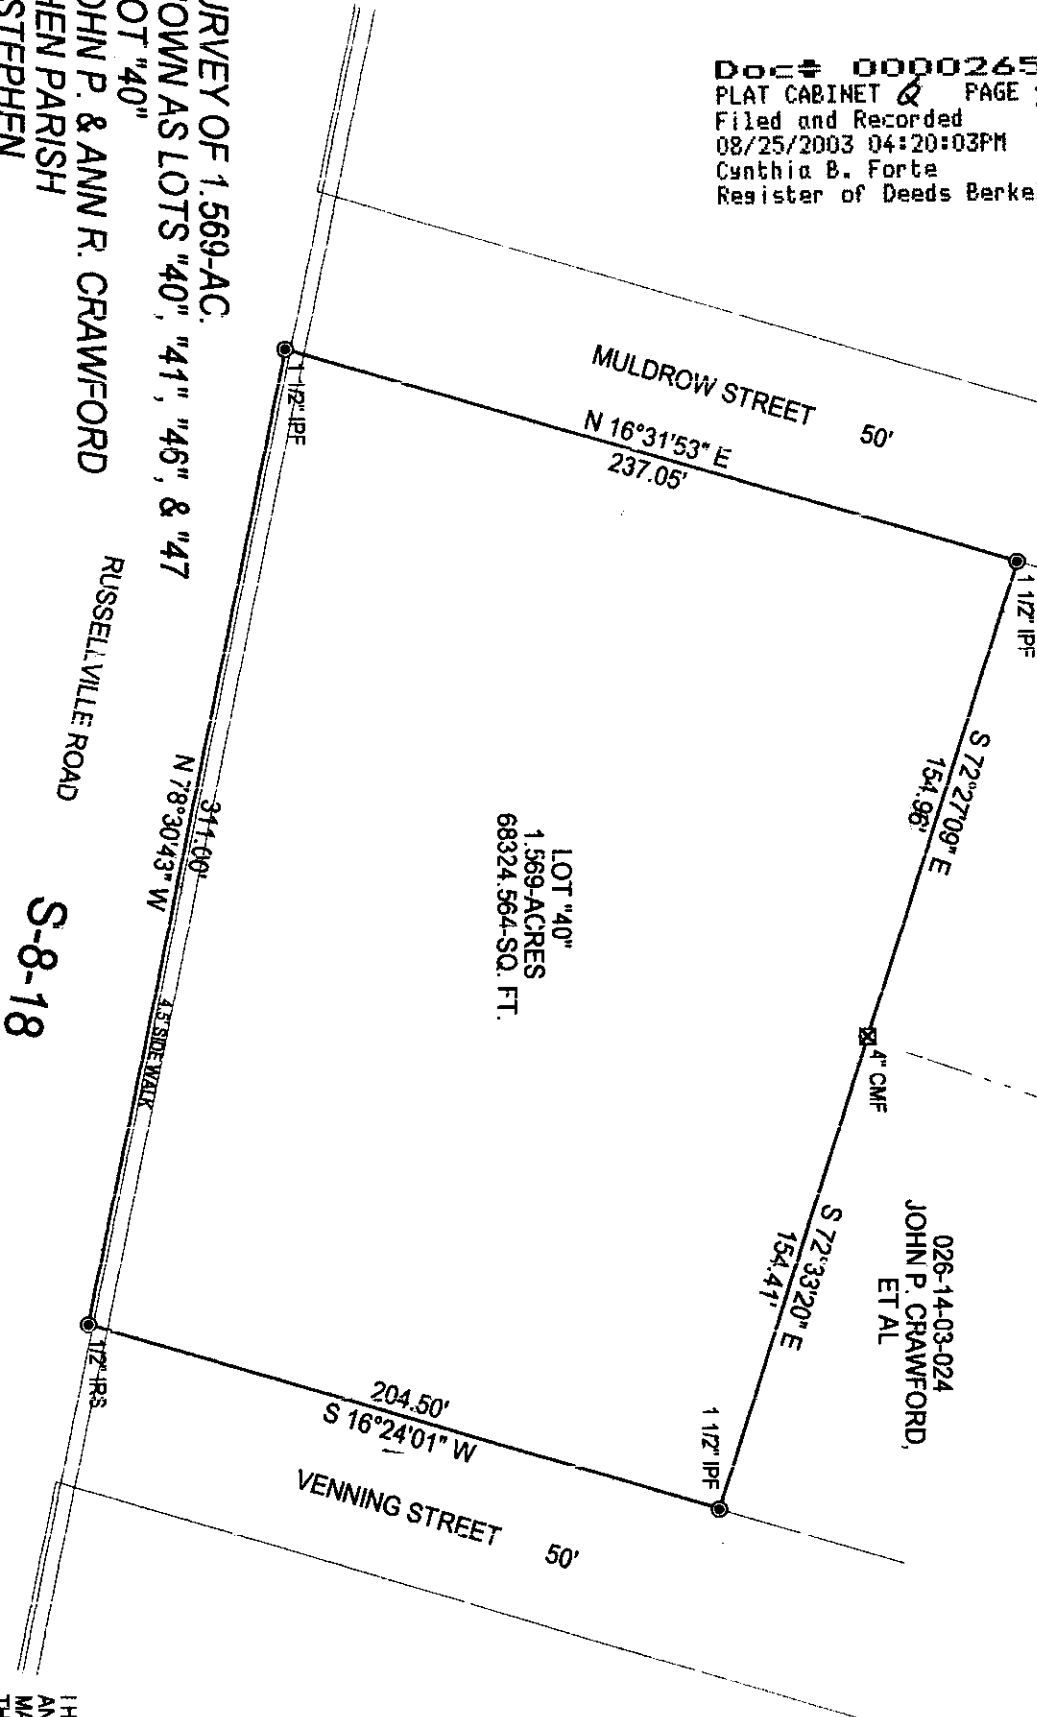 Doc# 0000265
PLAT CABINET Q PAGE
Filed and Recorded
08/25/2003 04:20:03PM
Cynthia B. Forte
Register of Deeds Berke
URVEY OF 1.569-AC.
OWN AS LOTS "40", "41", "46", & "47
OT "40"
OHN P. & ANN R. CRAWFORD
HEN PARISH
STEPHEN
MULDROW STREET 50'
N 16°31'53" E
237.05'
1 1/2" IPF
1 1/2" IPF
S 72°27'09" E
154.96'
4" CMF
026-14-03-024
JOHN P. CRAWFORD,
ET AL
S 72°33'20" E
154.41'
1 1/2" IPF
LOT "40"
1.569-ACRES
68324.564-SQ. FT.
RUSSELLVILLE ROAD
311.00'
N 78°30'43" W
4.5' SIDE WALK
S-8-18
1/2" IRS
204.50'
S 16°24'01" W
VENNING STREET 50'
TH
AN
MA
TH